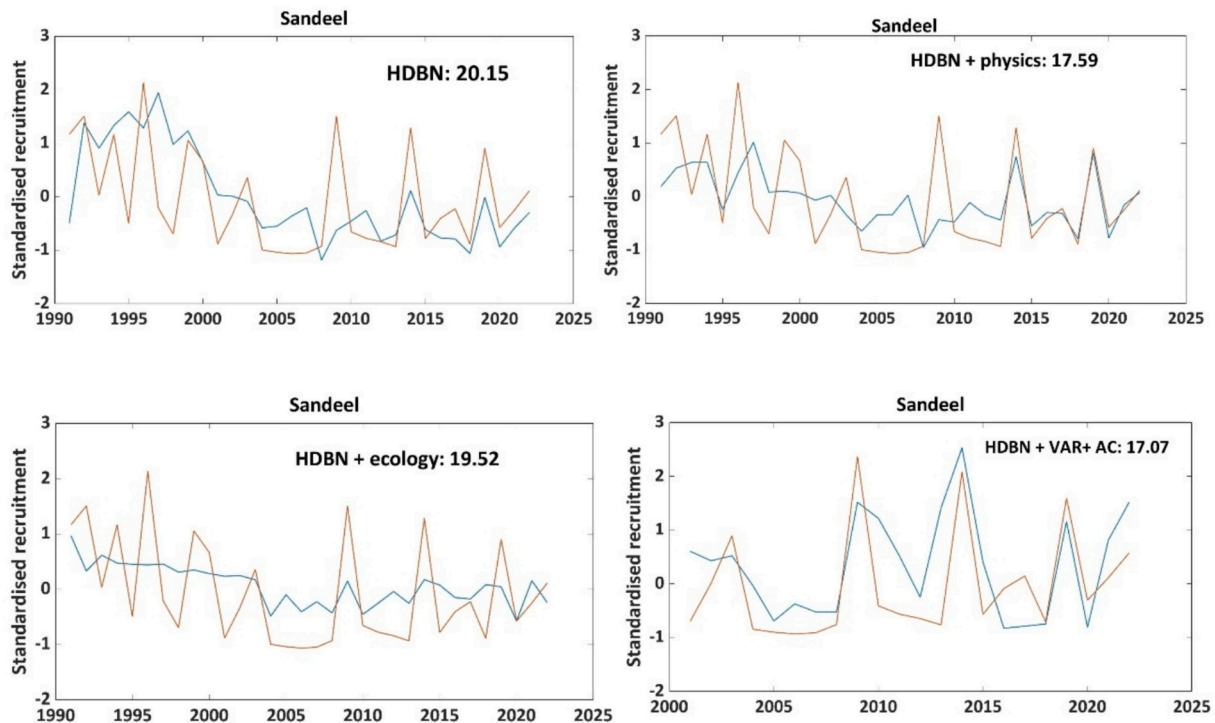 Sandeel
HDBN: 20.15
Standardised recruitment
3
2
1
0
-1
-2
1990 1995 2000 2005 2010 2015 2020 2025
Sandeel
HDBN + physics: 17.59
Standardised recruitment
3
2
1
0
-1
-2
1990 1995 2000 2005 2010 2015 2020 2025
Sandeel
HDBN + ecology: 19.52
Standardised recruitment
3
2
1
0
-1
-2
1990 1995 2000 2005 2010 2015 2020 2025
Sandeel
HDBN + VAR+ AC: 17.07
Standardised recruitment
3
2
1
0
-1
-2
2000 2005 2010 2015 2020 2025